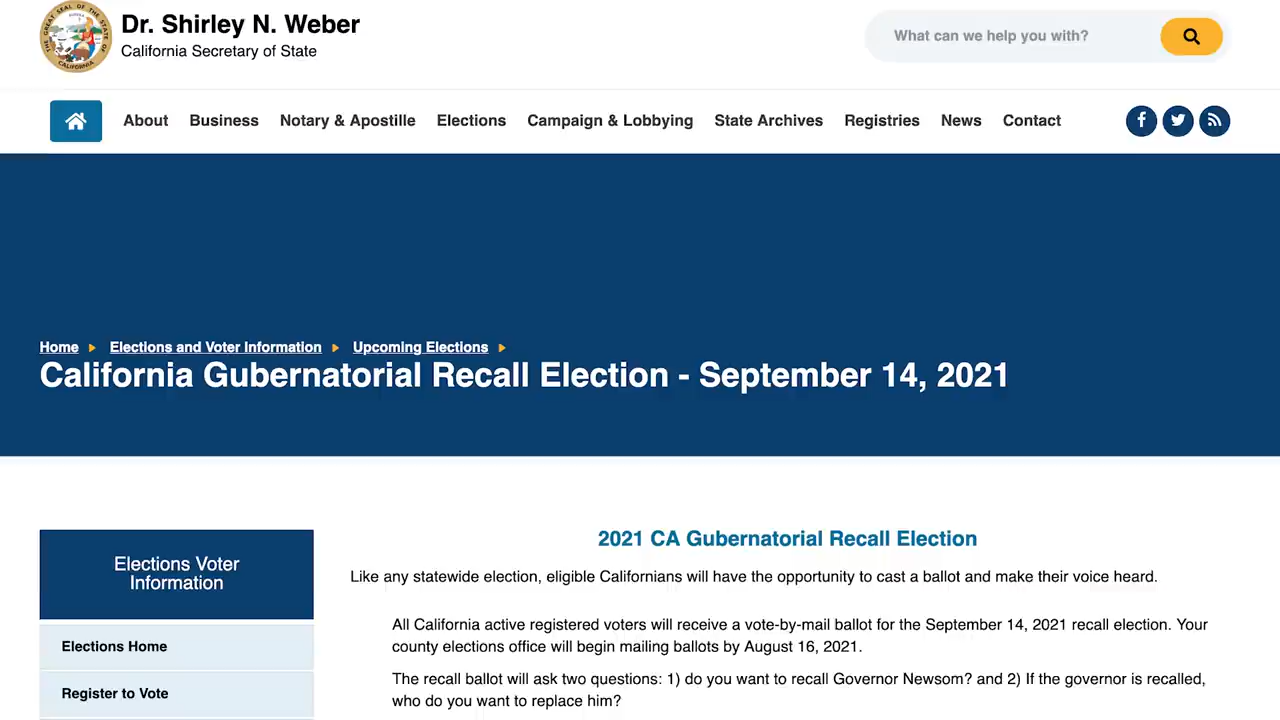 Dr. Shirley N. Weber
California Secretary of State
What can we help you with?
About Business Notary & Apostille Elections Campaign & Lobbying State Archives Registries News Contact
Home Elections and Voter Information Upcoming Elections
California Gubernatorial Recall Election - September 14, 2021
Elections Voter
Information
Elections Home
Register to Vote
2021 CA Gubernatorial Recall Election
Like any statewide election, eligible Californians will have the opportunity to cast a ballot and make their voice heard.
All California active registered voters will receive a vote-by-mail ballot for the September 14, 2021 recall election. Your
county elections office will begin mailing ballots by August 16, 2021.
The recall ballot will ask two questions: 1) do you want to recall Governor Newsom? and 2) If the governor is recalled,
who do you want to replace him?